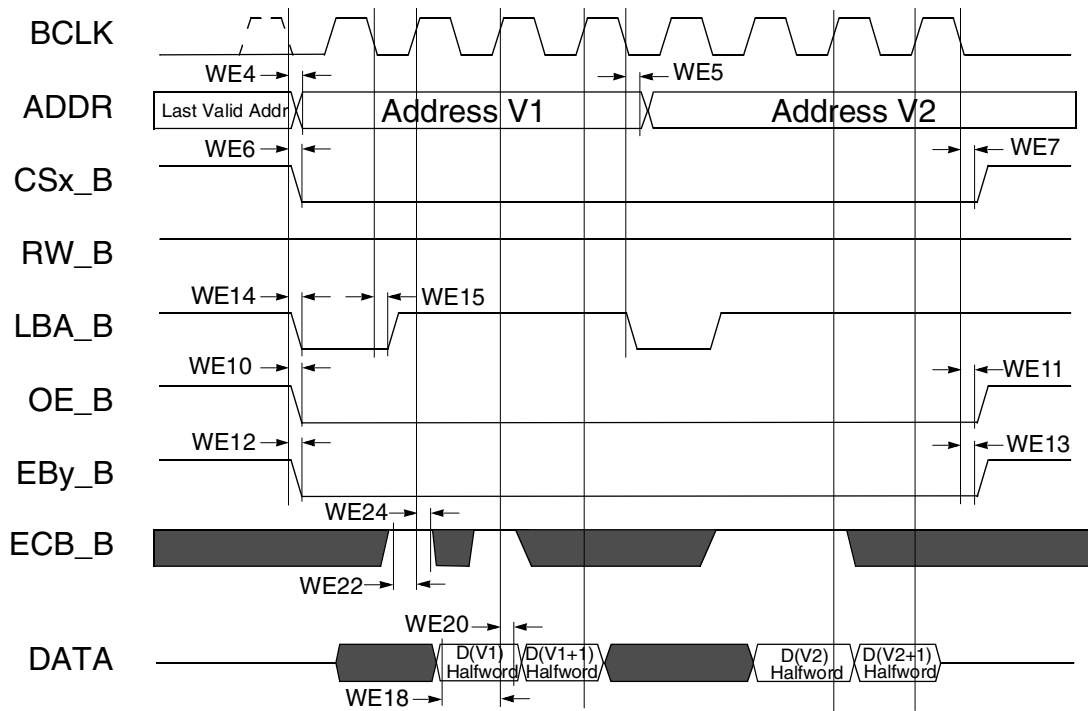 BCLK
WE4
WE5
ADDR
Last Valid Addr
Address V1
Address V2
WE6
WE7
CSx_B
RW_B
WE14
WE15
LBA_B
WE10
WE11
OE_B
WE12
WE13
EBy_B
WE24
ECB_B
WE22
WE20
DATA
D(V1)
Halfword
D(V1+1)
Halfword
D(V2)
Halfword
D(V2+1)
Halfword
WE18